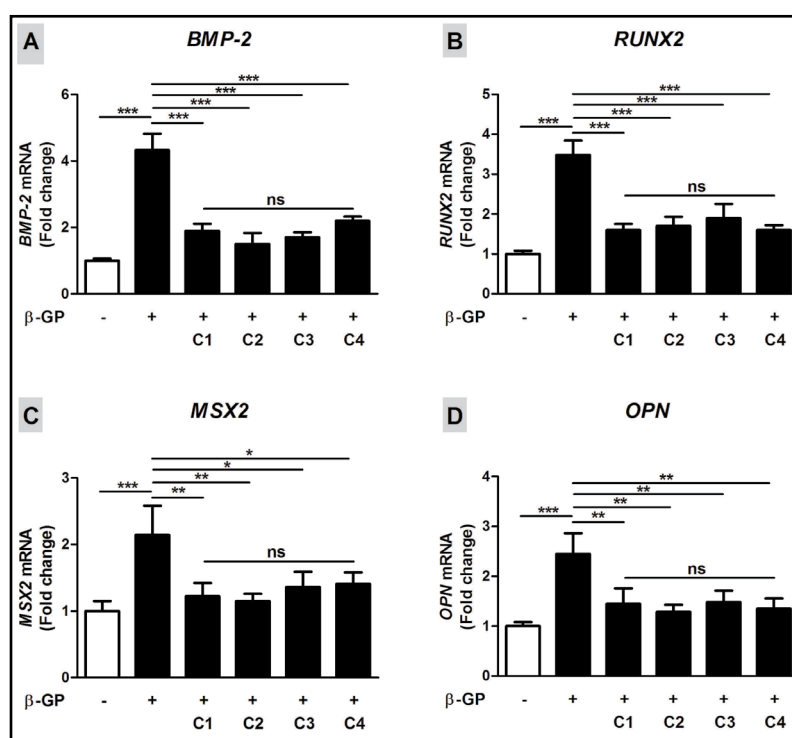 A
BMP-2
BMP-2 mRNA
(Fold change)
6
4
2
0
***
***
***
***
***
ns
β-GP - + + + + +
C1 C2 C3 C4
B
RUNX2
RUNX2 mRNA
(Fold change)
5
4
3
2
1
0
***
***
***
***
***
ns
β-GP - + + + + +
C1 C2 C3 C4
C
MSX2
MSX2 mRNA
(Fold change)
3
2
1
0
*
*
**
***
**
ns
β-GP - + + + + +
C1 C2 C3 C4
D
OPN
OPN mRNA
(Fold change)
4
3
2
1
0
**
**
**
***
**
ns
β-GP - + + + + +
C1 C2 C3 C4